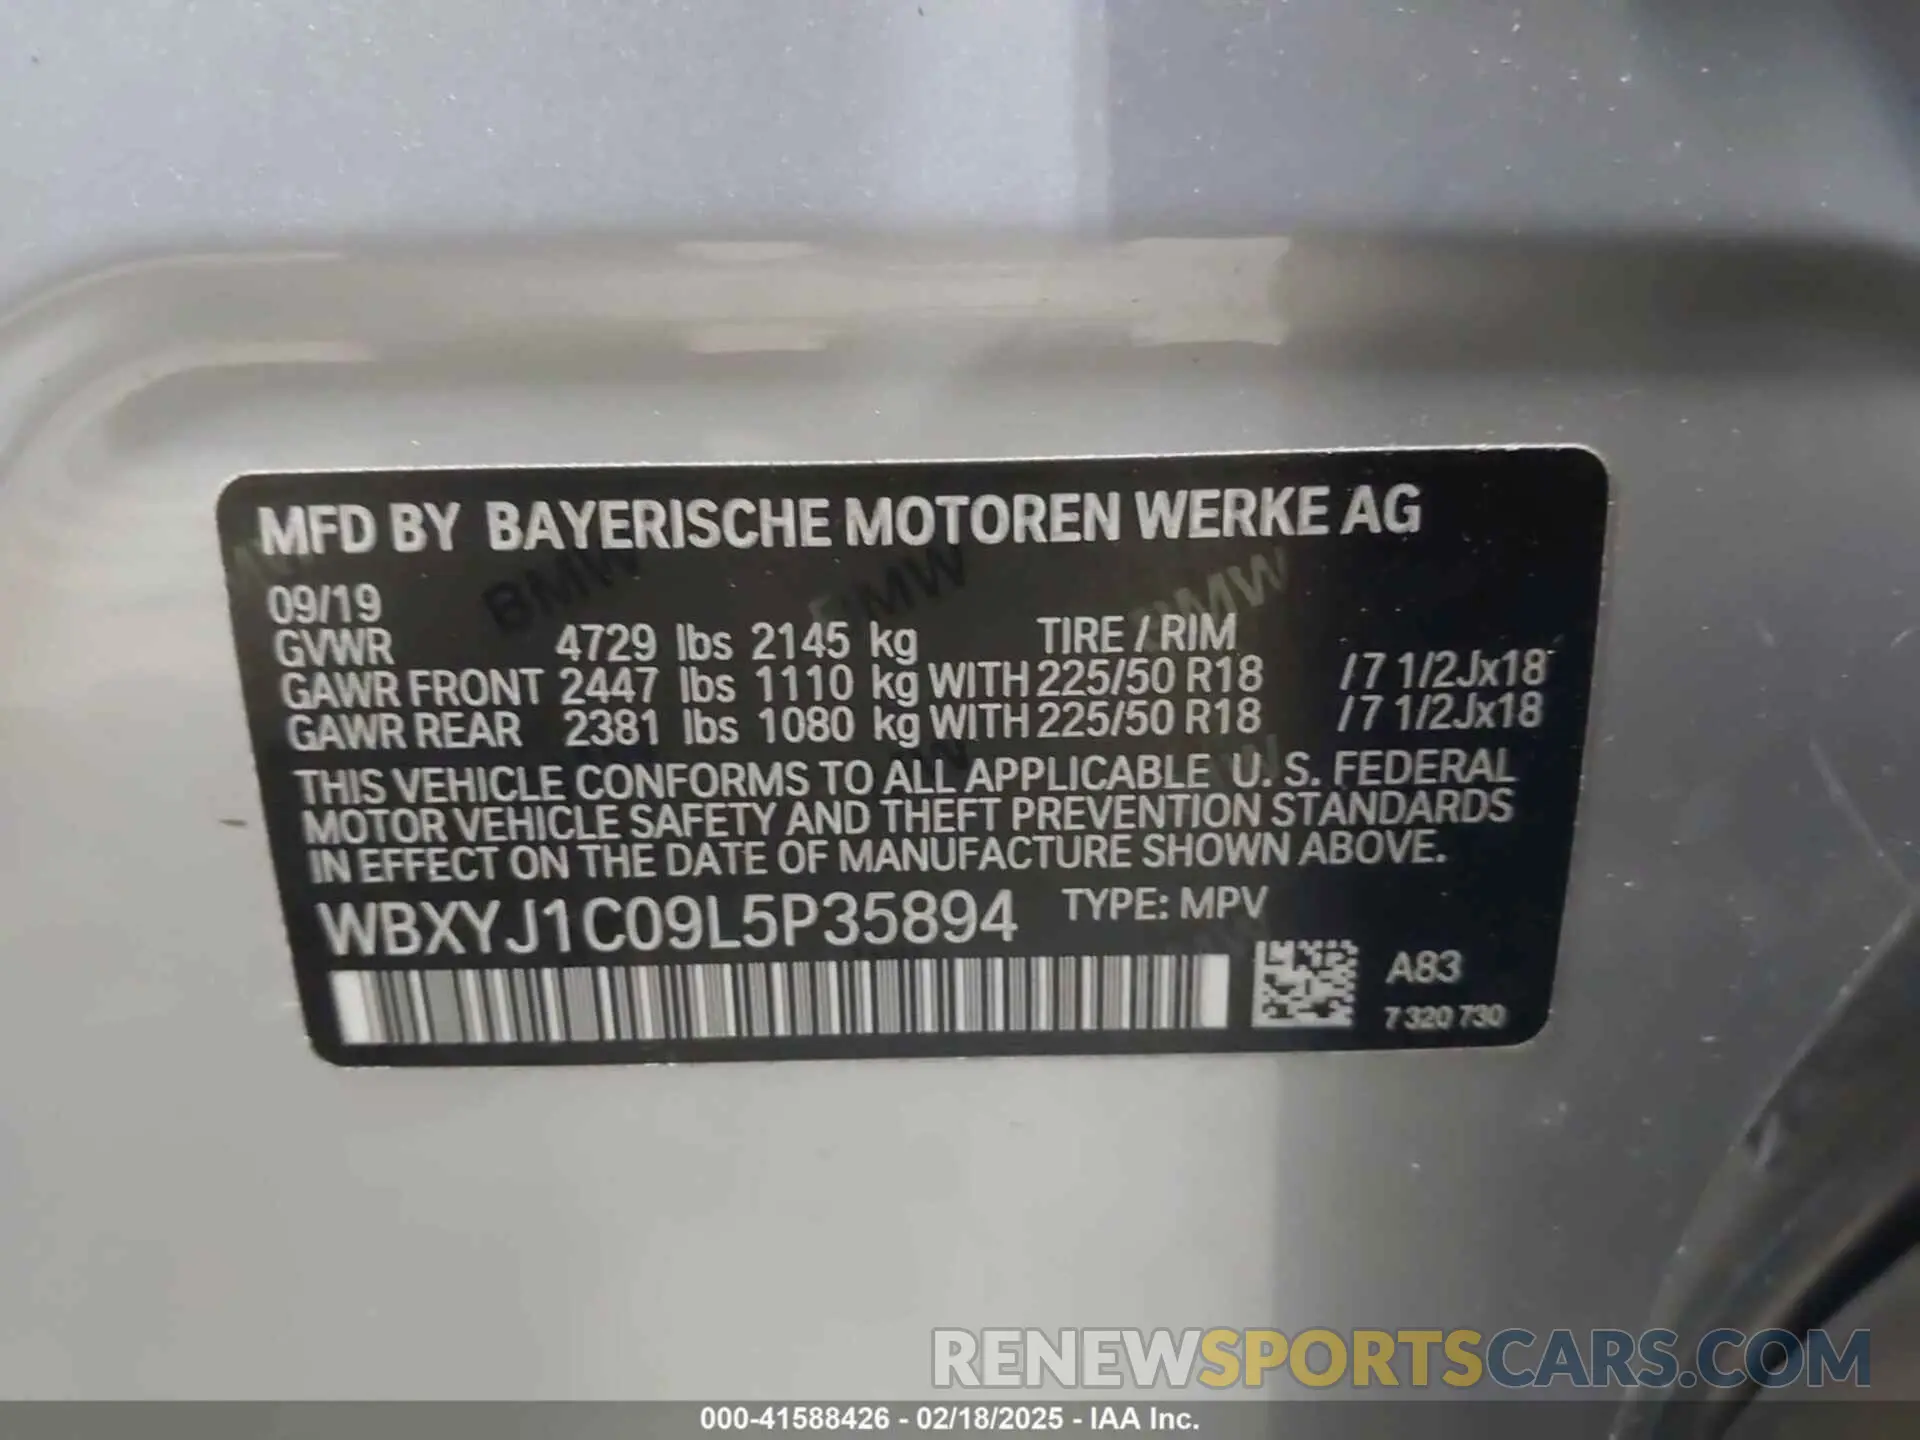 MFD BY BAYERISCHE MOTOREN WERKE AG
09/19
GVWR 4729 lbs 2145 kg TIRE / RIM
GAWR FRONT 2447 lbs 1110 kg WITH 225/50 R18 /7 1/2Jx18
GAWR REAR 2381 lbs 1080 kg WITH 225/50 R18 /7 1/2Jx18
THIS VEHICLE CONFORMS TO ALL APPLICABLE U. S. FEDERAL
MOTOR VEHICLE SAFETY AND THEFT PREVENTION STANDARDS
IN EFFECT ON THE DATE OF MANUFACTURE SHOWN ABOVE.
WBXYJ1C09L5P35894 TYPE: MPV
A83
7 320 730
BMW BMW BMW
RENEWSPORTSCARS.COM
000-41588426 - 02/18/2025 - IAA Inc.